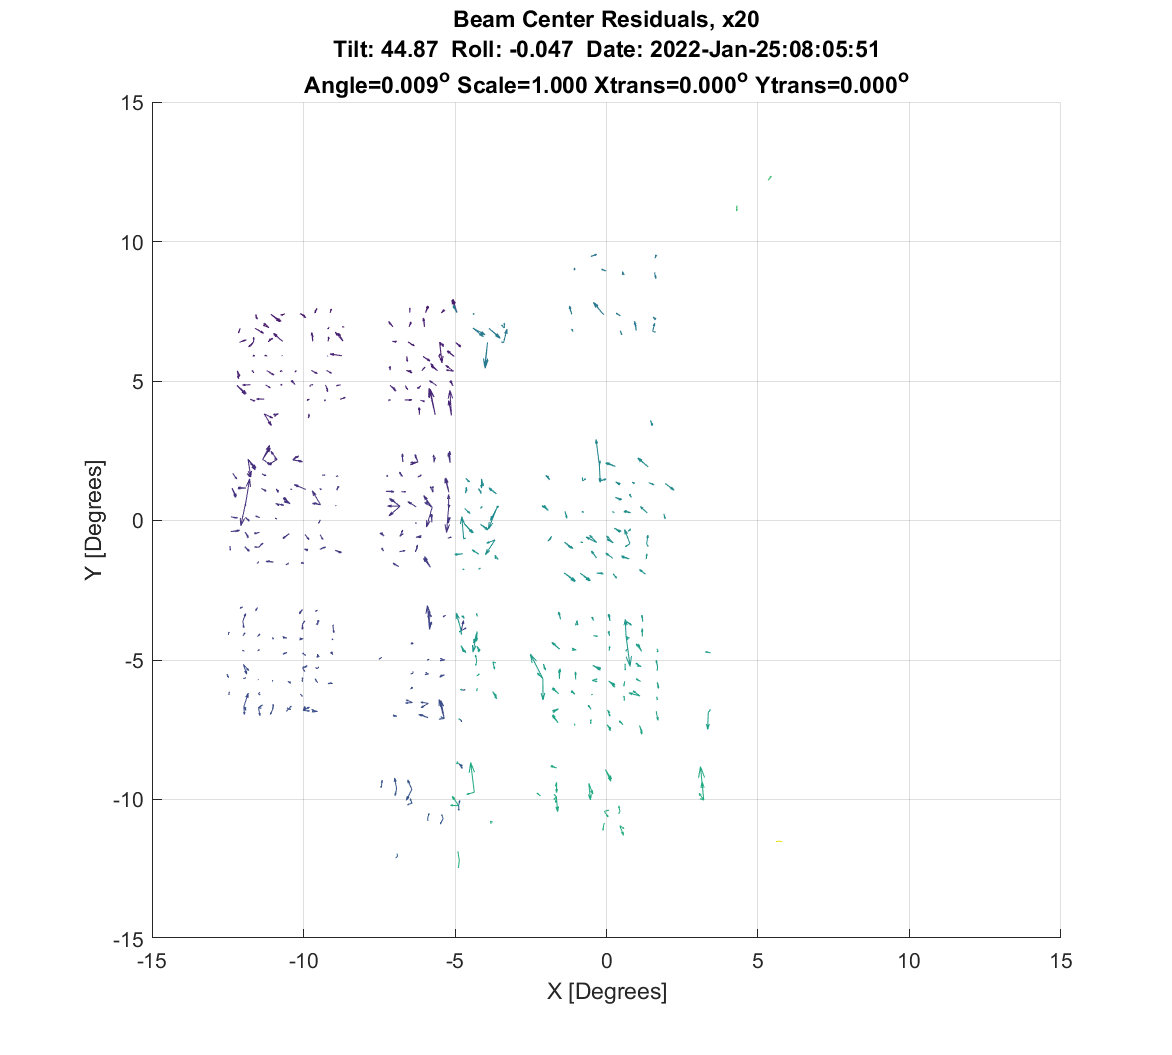 Beam Center Residuals, x20
Tilt: 44.87 Roll: -0.047 Date: 2022-Jan-25:08:05:51
Angle=0.009° Scale=1.000 Xtrans=0.000° Ytrans=0.000°
15
10
5
0
-5
-10
-15
Y [Degrees]
-15 -10 -5 0 5 10 15
X [Degrees]